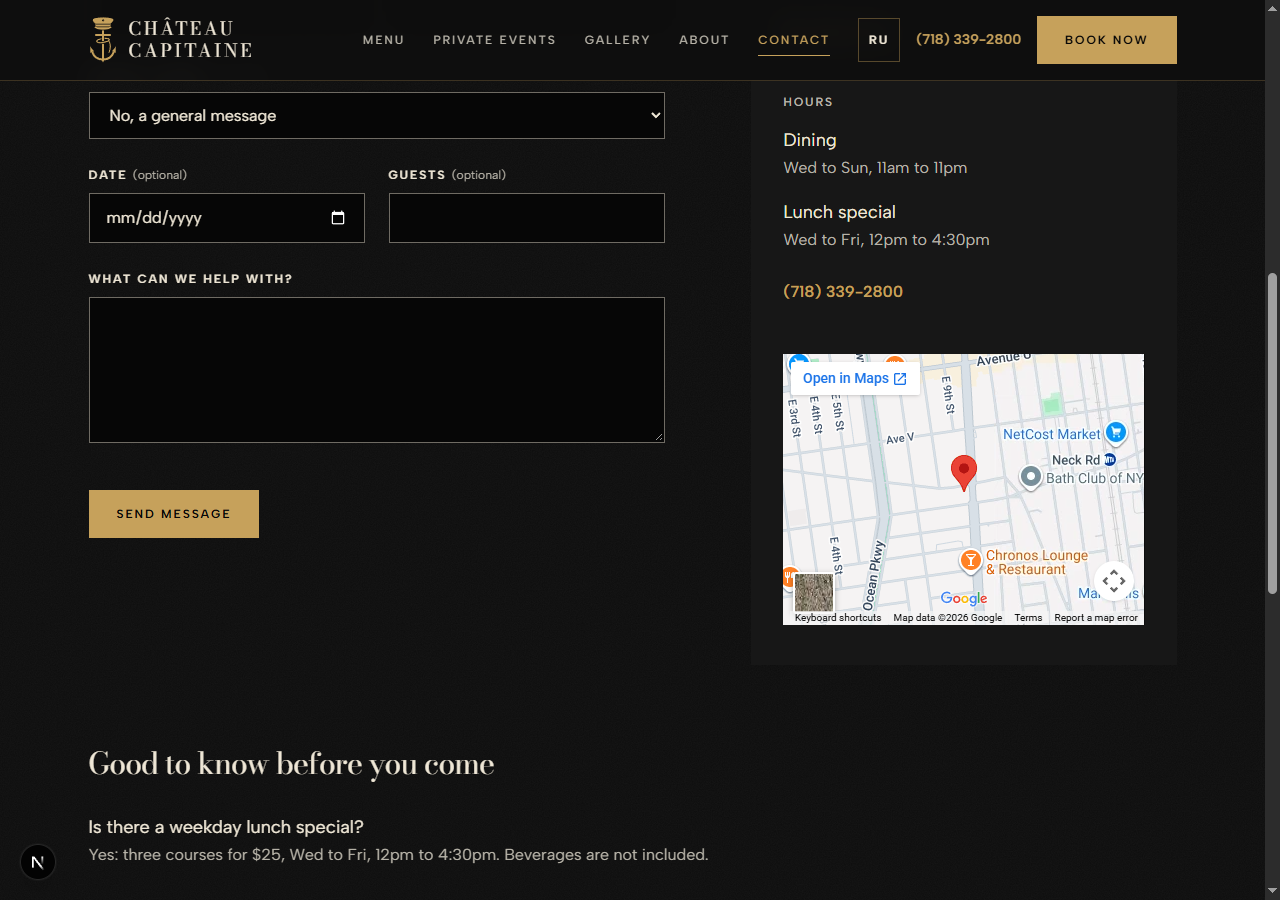 CHÂTEAU
CAPITAINE
MENU
PRIVATE EVENTS
GALLERY
ABOUT
CONTACT
RU
(718) 339-2800
BOOK NOW
No, a general message
DATE (optional)
GUESTS (optional)
mm/dd/yyyy
WHAT CAN WE HELP WITH?
SEND MESSAGE
HOURS
Dining
Wed to Sun, 11am to 11pm
Lunch special
Wed to Fri, 12pm to 4:30pm
(718) 339-2800
Open in Maps
E 3rd St
E 4th St
E 5th St
E 9th St
Ave V
NetCost Market
Neck Rd
Bath Club of NY
E 4th St
Ocean Pkwy
Chronos Lounge
& Restaurant
Google
Keyboard shortcuts
Map data ©2026 Google
Terms
Report a map error
Good to know before you come
Is there a weekday lunch special?
Yes: three courses for $25, Wed to Fri, 12pm to 4:30pm. Beverages are not included.
N